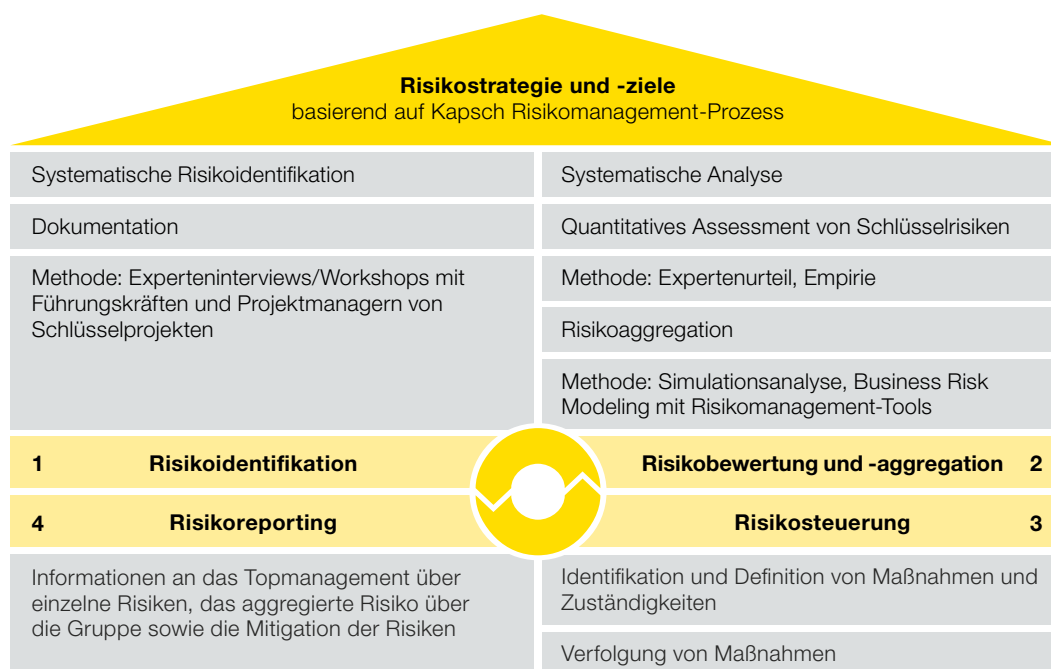 Risikostrategie und -ziele
basierend auf Kapsch Risikomanagement-Prozess
Systematische Risikoidentifikation
Dokumentation
Methode: Experteninterviews/Workshops mit
Führungskräften und Projektmanagern von
Schlüsselprojekten
Systematische Analyse
Quantitatives Assessment von Schlüsselrisiken
Methode: Expertenurteil, Empirie
Risikoaggregation
Methode: Simulationsanalyse, Business Risk
Modeling mit Risikomanagement-Tools
1 Risikoidentifikation
Risikobewertung und -aggregation 2
4 Risikoreporting
Risikosteuerung 3
Informationen an das Topmanagement über
einzelne Risiken, das aggregierte Risiko über
die Gruppe sowie die Mitigation der Risiken
Identifikation und Definition von Maßnahmen und
Zuständigkeiten
Verfolgung von Maßnahmen